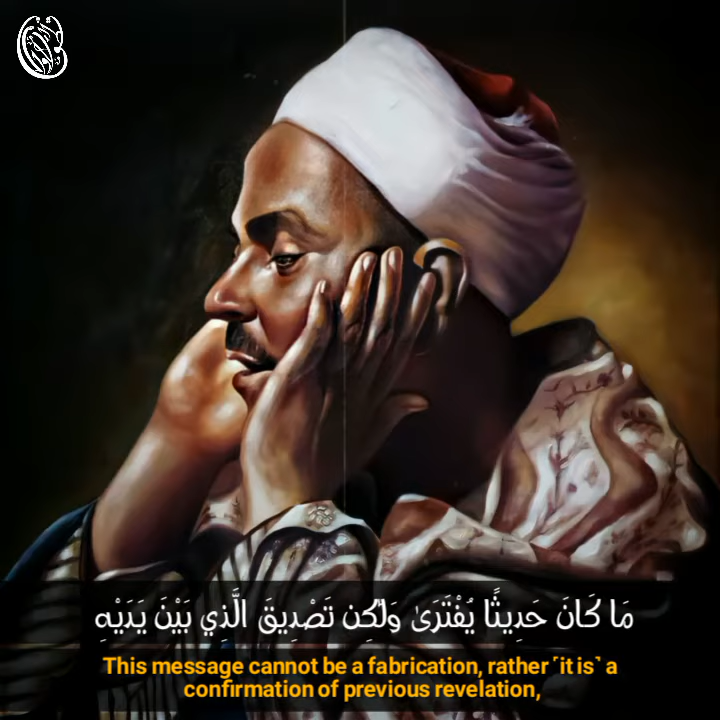 مَا كَانَ حَدِيثًا يُفْتَرَىٰ وَلَٰكِن تَصْدِيقَ الَّذِي بَيْنَ يَدَيْهِ
This message cannot be a fabrication, rather ˹it is˺ a
confirmation of previous revelation,